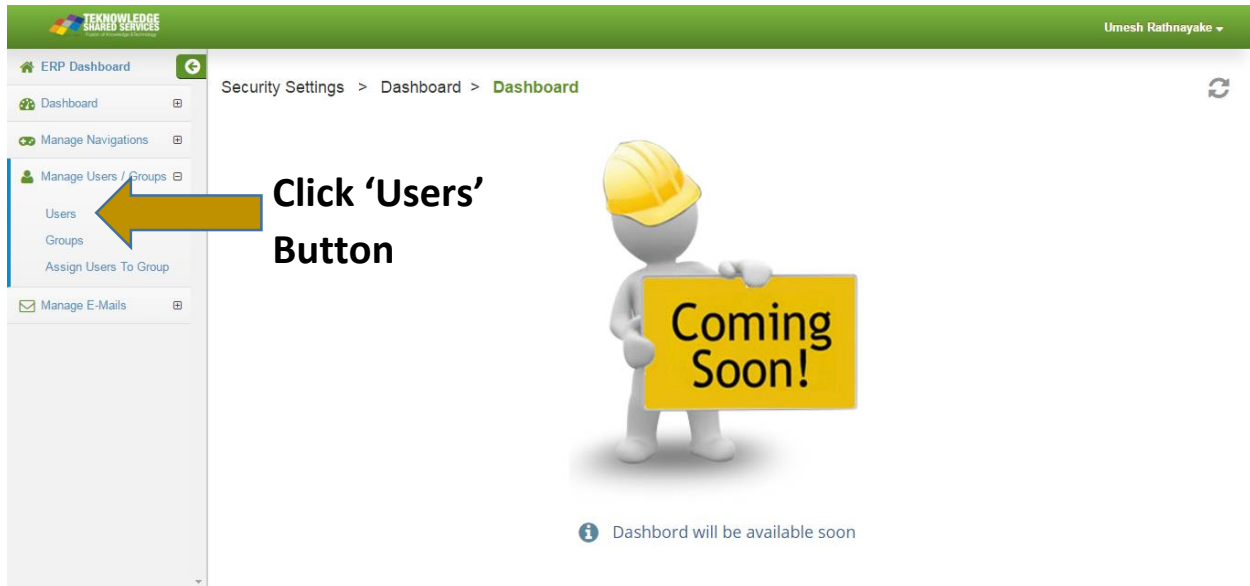 TEKNOWLEDGE
SHARED SERVICES
Umesh Rathnayake
ERP Dashboard
Dashboard
Manage Navigations
Manage Users / Groups
Users
Groups
Assign Users To Group
Manage E-Mails
Security Settings > Dashboard > Dashboard
Click ‘Users’
Button
Coming
Soon!
Dashbord will be available soon